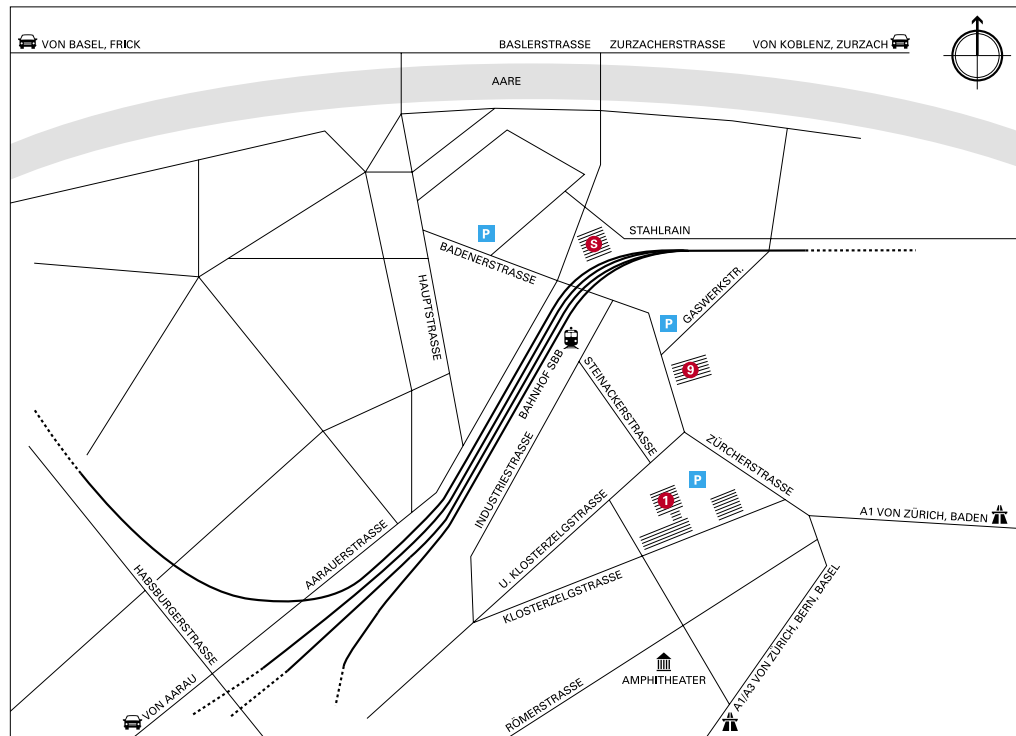 VON BASEL, FRICK
BASLERSTRASSE
ZURZACHERSTRASSE
VON KOBLENZ, ZURZACH
AARE
P
BADENERSTRASSE
S
STAHLRAIN
HAUPTSTRASSE
GASWERKSTR.
P
BAHNHOF SBB
STEINACKERSTRASSE
9
INDUSTRIESTRASSE
ZÜRCHERSTRASSE
P
1
A1 VON ZÜRICH, BADEN
AARAUERSTRASSE
U. KLOSTERZELGSTRASSE
KLOSTERZELGSTRASSE
HABSBURGERSTRASSE
A1/A3 VON ZÜRICH, BERN, BASEL
AMPHITHEATER
RÖMERSTRASSE
VON AARAU